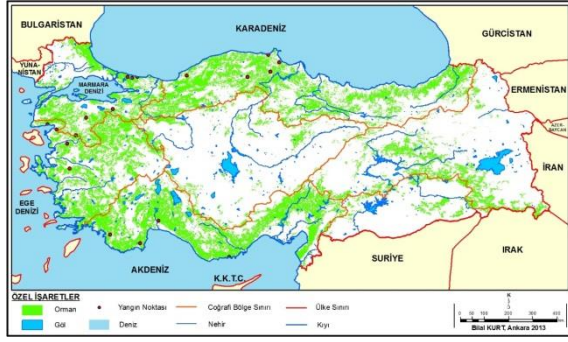 BULGARİSTAN
KARADENİZ
GÜRCİSTAN
YUNA-
NİSTAN
MARMARA
DENİZİ
ERMENİSTAN
AZER-
BAYCAN
İRAN
EGE
DENİZİ
AKDENİZ
K.K.T.C.
SURİYE
IRAK
ÖZEL İŞARETLER
Orman
Yangın Noktası
Coğrafi Bölge Sınırı
Ülke Sınırı
Göl
Deniz
Nehir
Kıyı
K
Bilal KURT, Ankara 2013